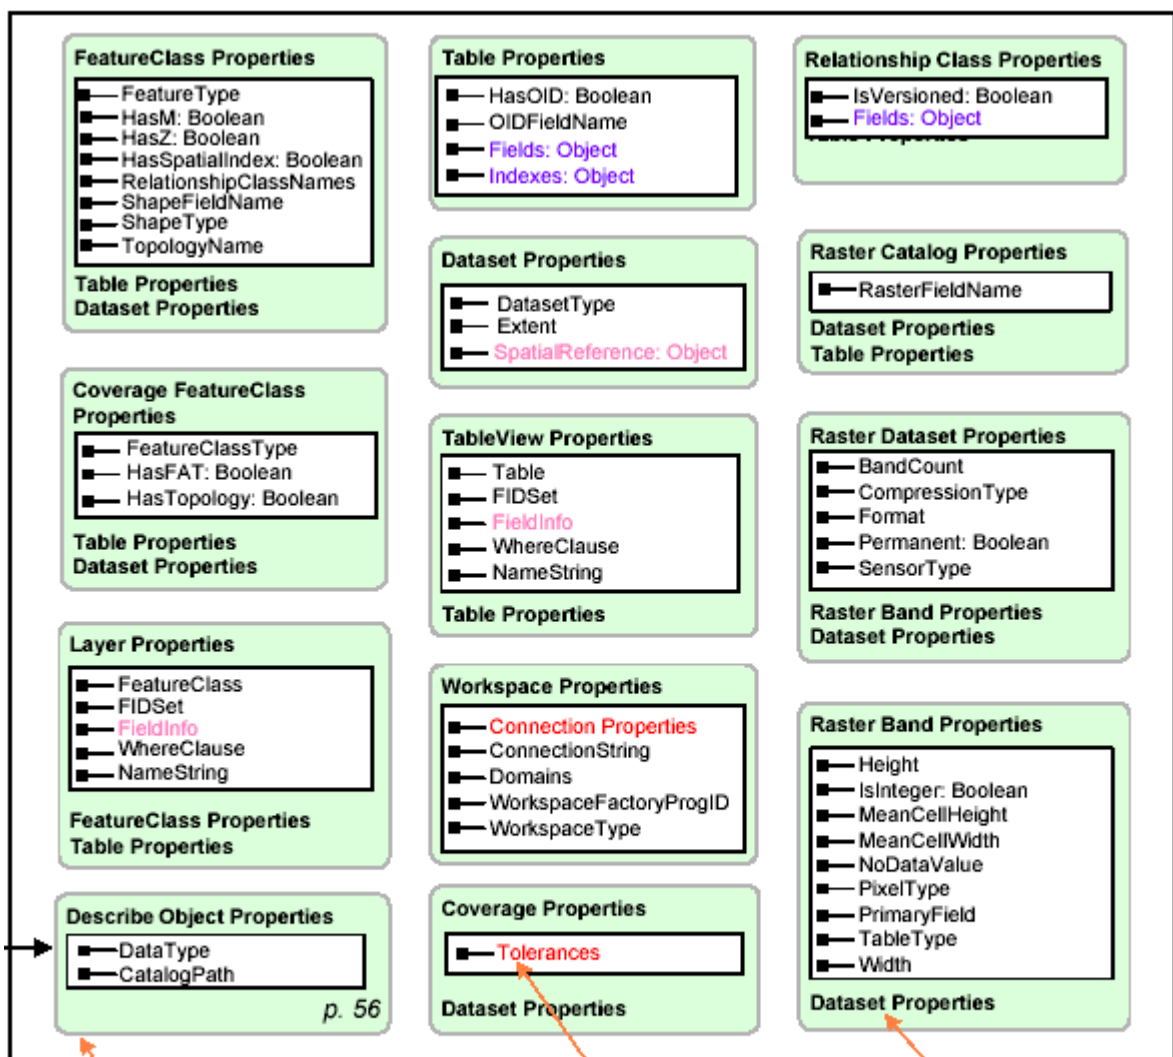 FeatureClass Properties
FeatureType
HasM: Boolean
HasZ: Boolean
HasSpatialIndex: Boolean
RelationshipClassNames
ShapeFieldName
ShapeType
TopologyName
Table Properties
Dataset Properties
Coverage FeatureClass
Properties
FeatureClassType
HasFAT: Boolean
HasTopology: Boolean
Table Properties
Dataset Properties
Layer Properties
FeatureClass
FIDSet
FieldInfo
WhereClause
NameString
FeatureClass Properties
Table Properties
Describe Object Properties
DataType
CatalogPath
p. 56
Table Properties
HasOID: Boolean
OIDFieldName
Fields: Object
Indexes: Object
Dataset Properties
DatasetType
Extent
SpatialReference: Object
TableView Properties
Table
FIDSet
FieldInfo
WhereClause
NameString
Table Properties
Workspace Properties
Connection Properties
ConnectionString
Domains
WorkspaceFactoryProgID
WorkspaceType
Coverage Properties
Tolerances
Dataset Properties
Relationship Class Properties
IsVersioned: Boolean
Fields: Object
Table Properties
Raster Catalog Properties
RasterFieldName
Dataset Properties
Table Properties
Raster Dataset Properties
BandCount
CompressionType
Format
Permanent: Boolean
SensorType
Raster Band Properties
Dataset Properties
Raster Band Properties
Height
IsInteger: Boolean
MeanCellHeight
MeanCellWidth
NoDataValue
PixelType
PrimaryField
TableType
Width
Dataset Properties